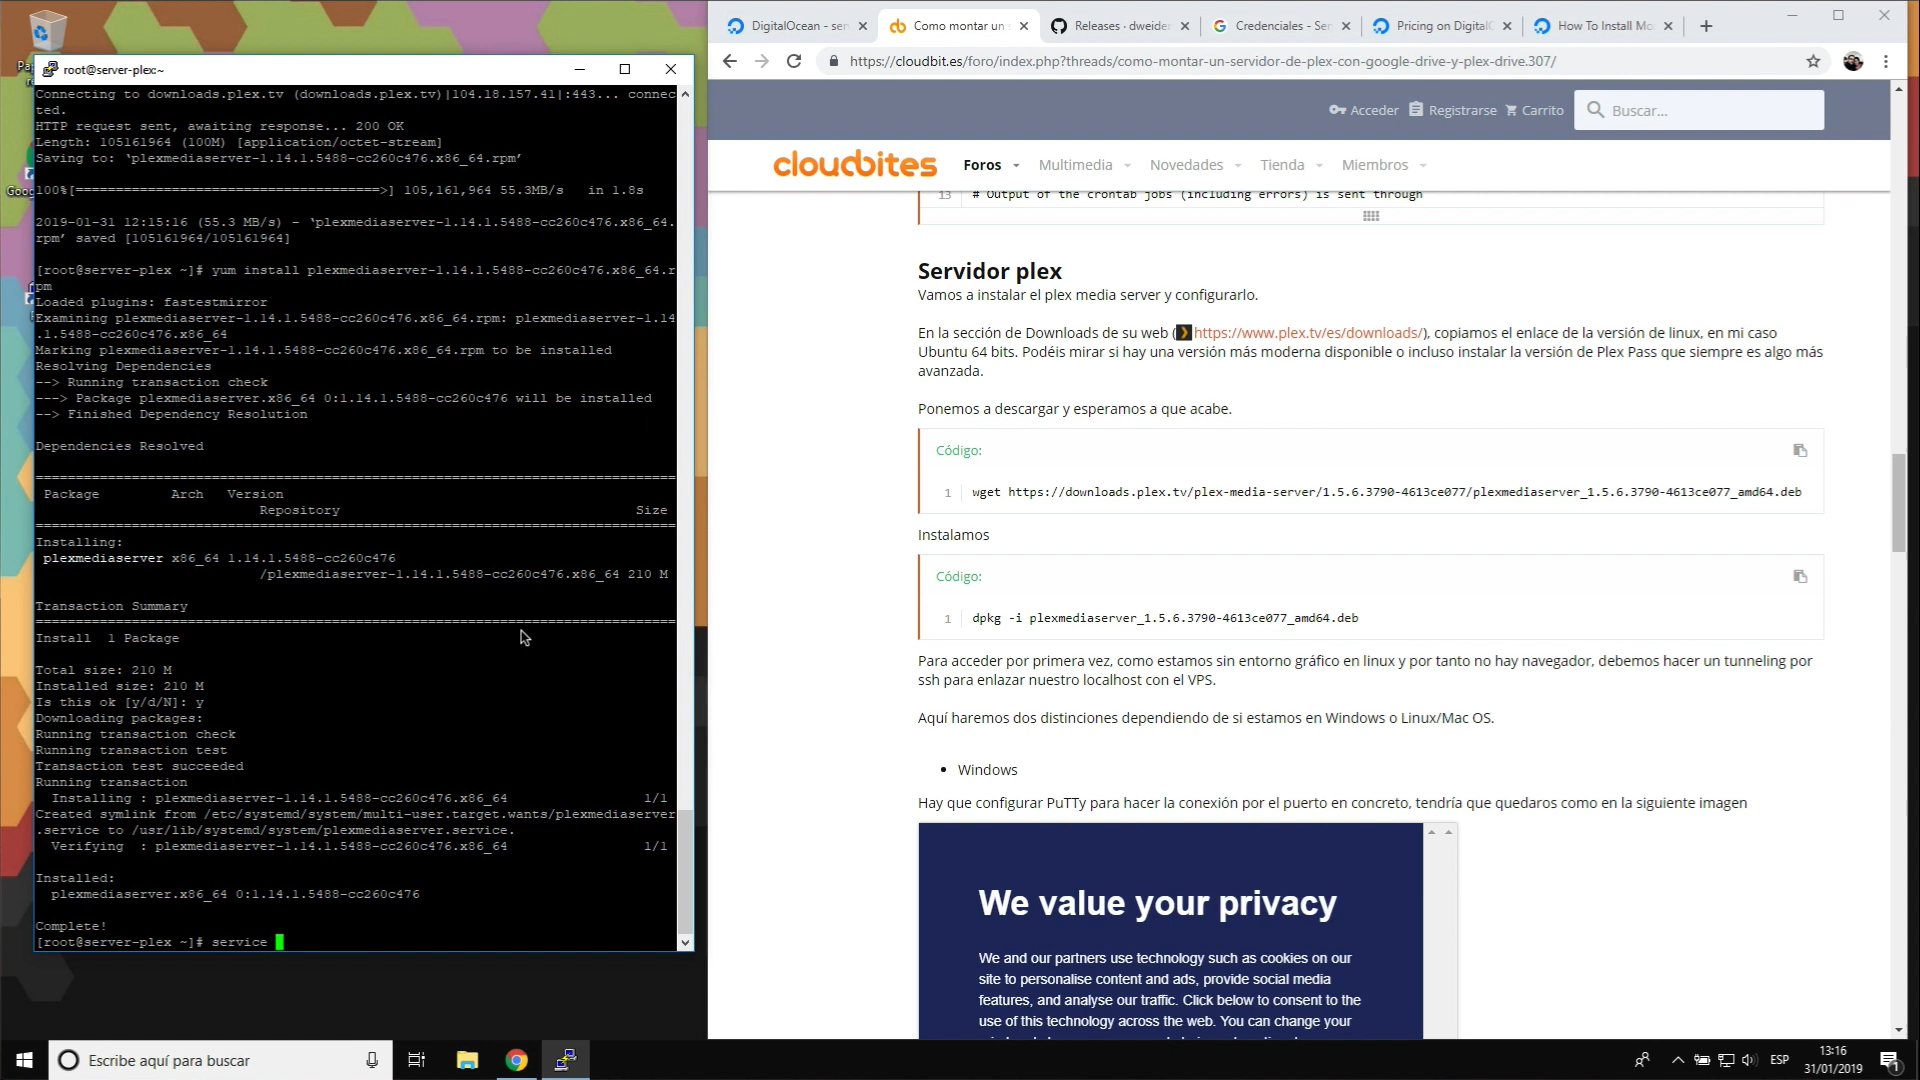 root@server-plex:~
Connecting to downloads.plex.tv (downloads.plex.tv)|104.18.157.41|:443... connec
ted.
HTTP request sent, awaiting response... 200 OK
Length: 105161964 (100M) [application/octet-stream]
Saving to: ‘plexmediaserver-1.14.1.5488-cc260c476.x86_64.rpm’
100%[======================================>] 105,161,964 55.3MB/s   in 1.8s
2019-01-31 12:15:16 (55.3 MB/s) - ‘plexmediaserver-1.14.1.5488-cc260c476.x86_64.
rpm’ saved [105161964/105161964]
[root@server-plex ~]# yum install plexmediaserver-1.14.1.5488-cc260c476.x86_64.r
pm
Loaded plugins: fastestmirror
Examining plexmediaserver-1.14.1.5488-cc260c476.x86_64.rpm: plexmediaserver-1.14
.1.5488-cc260c476.x86_64
Marking plexmediaserver-1.14.1.5488-cc260c476.x86_64.rpm to be installed
Resolving Dependencies
--> Running transaction check
---> Package plexmediaserver.x86_64 0:1.14.1.5488-cc260c476 will be installed
--> Finished Dependency Resolution
Dependencies Resolved
Package Arch Version
Repository Size
Installing:
plexmediaserver x86_64 1.14.1.5488-cc260c476
/plexmediaserver-1.14.1.5488-cc260c476.x86_64 210 M
Transaction Summary
Install  1 Package
Total size: 210 M
Installed size: 210 M
Is this ok [y/d/N]: y
Downloading packages:
Running transaction check
Running transaction test
Transaction test succeeded
Running transaction
Installing : plexmediaserver-1.14.1.5488-cc260c476.x86_64 1/1
Created symlink from /etc/systemd/system/multi-user.target.wants/plexmediaserver
.service to /usr/lib/systemd/system/plexmediaserver.service.
Verifying  : plexmediaserver-1.14.1.5488-cc260c476.x86_64 1/1
Installed:
plexmediaserver.x86_64 0:1.14.1.5488-cc260c476
Complete!
[root@server-plex ~]# service
DigitalOcean - ser
Como montar un s
Releases · dweider
Credenciales - Ser
Pricing on DigitalO
How To Install Mo
https://cloudbit.es/foro/index.php?threads/como-montar-un-servidor-de-plex-con-google-drive-y-plex-drive.307/
Acceder Registrarse Carrito Buscar...
cloudbites Foros Multimedia Novedades Tienda Miembros
13 # Output of the crontab jobs (including errors) is sent through
Servidor plex
Vamos a instalar el plex media server y configurarlo.
En la sección de Downloads de su web (https://www.plex.tv/es/downloads/), copiamos el enlace de la versión de linux, en mi caso
Ubuntu 64 bits. Podéis mirar si hay una versión más moderna disponible o incluso instalar la versión de Plex Pass que siempre es algo más
avanzada.
Ponemos a descargar y esperamos a que acabe.
Código:
1 wget https://downloads.plex.tv/plex-media-server/1.5.6.3790-4613ce077/plexmediaserver_1.5.6.3790-4613ce077_amd64.deb
Instalamos
Código:
1 dpkg -i plexmediaserver_1.5.6.3790-4613ce077_amd64.deb
Para acceder por primera vez, como estamos sin entorno gráfico en linux y por tanto no hay navegador, debemos hacer un tunneling por
ssh para enlazar nuestro localhost con el VPS.
Aquí haremos dos distinciones dependiendo de si estamos en Windows o Linux/Mac OS.
• Windows
Hay que configurar PuTTy para hacer la conexión por el puerto en concreto, tendría que quedaros como en la siguiente imagen
We value your privacy
We and our partners use technology such as cookies on our
site to personalise content and ads, provide social media
features, and analyse our traffic. Click below to consent to the
use of this technology across the web. You can change your
Escribe aquí para buscar
ESP
13:16
31/01/2019
1